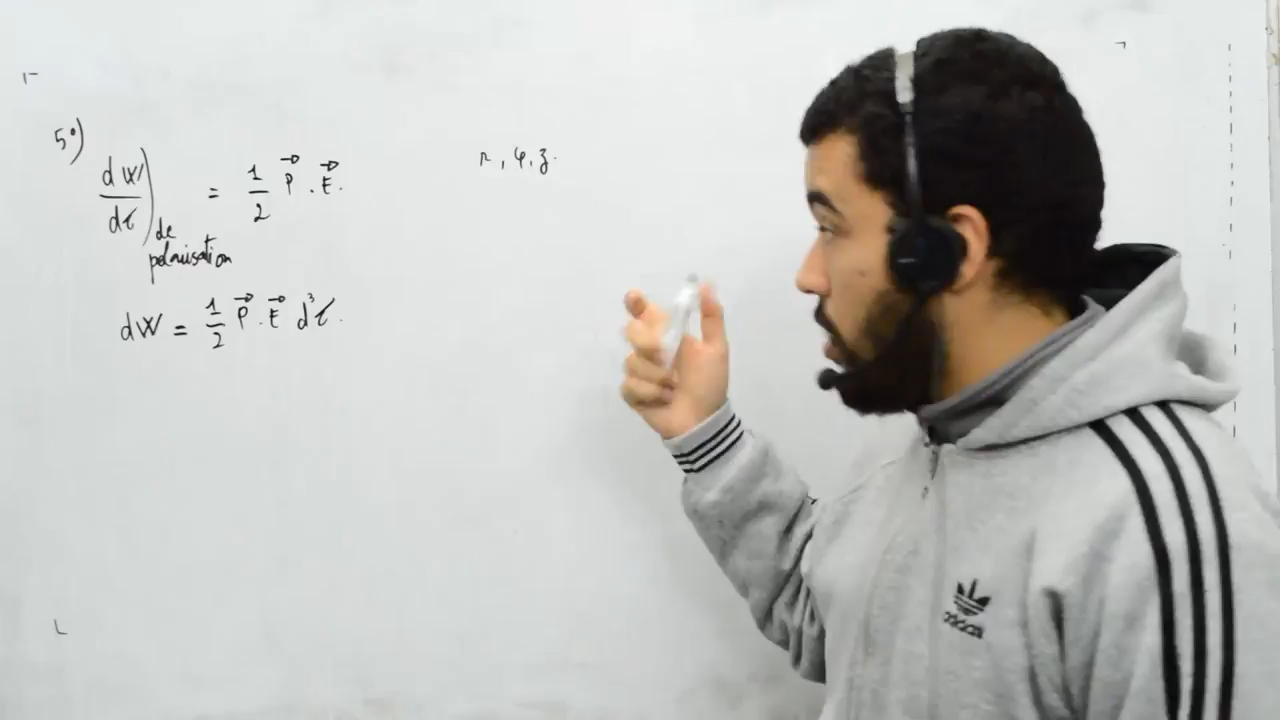 5°)
dW/dτ)de polarisation = 1/2 P⃗ . E⃗ .
r, φ, z.
dW = 1/2 P⃗ . E⃗ d³τ.
adidas